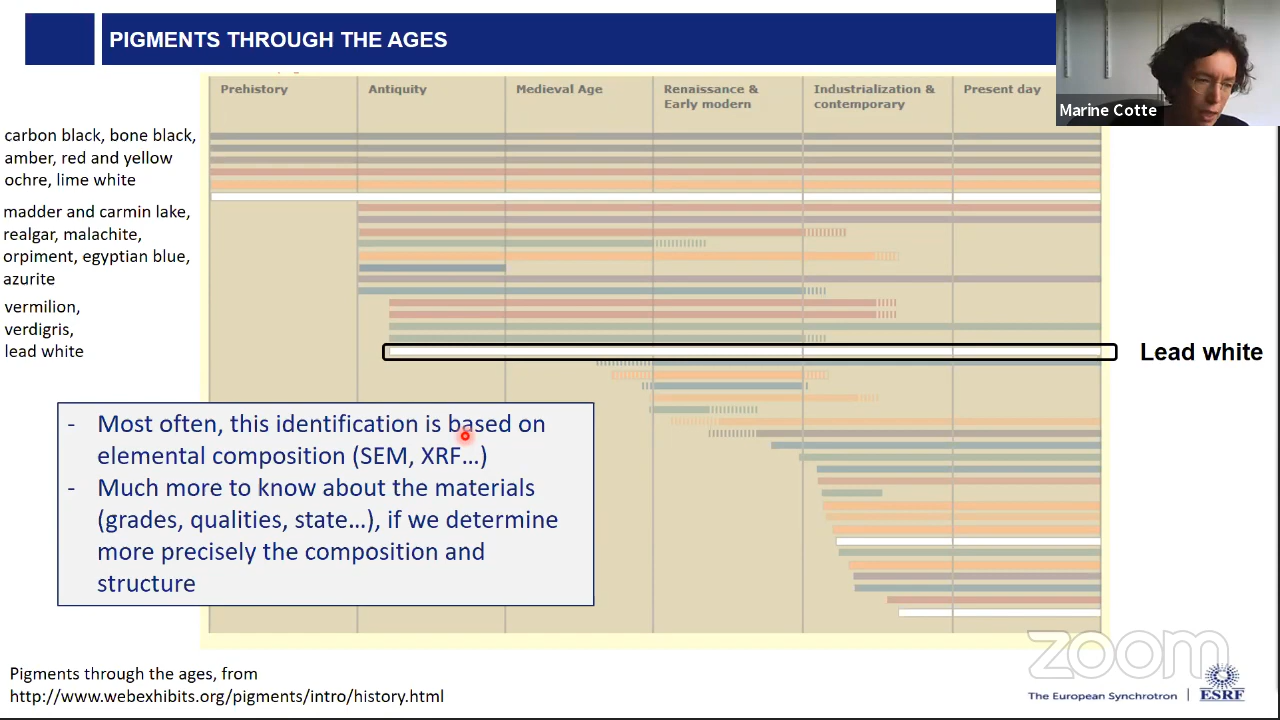 PIGMENTS THROUGH THE AGES
Marine Cotte
Prehistory
Antiquity
Medieval Age
Renaissance &
Early modern
Industrialization &
contemporary
Present day
carbon black, bone black,
amber, red and yellow
ochre, lime white
madder and carmin lake,
realgar, malachite,
orpiment, egyptian blue,
azurite
vermilion,
verdigris,
lead white
Lead white
- Most often, this identification is based on
elemental composition (SEM, XRF…)
- Much more to know about the materials
(grades, qualities, state…), if we determine
more precisely the composition and
structure
Pigments through the ages, from
http://www.webexhibits.org/pigments/intro/history.html
zoom
The European Synchrotron
ESRF